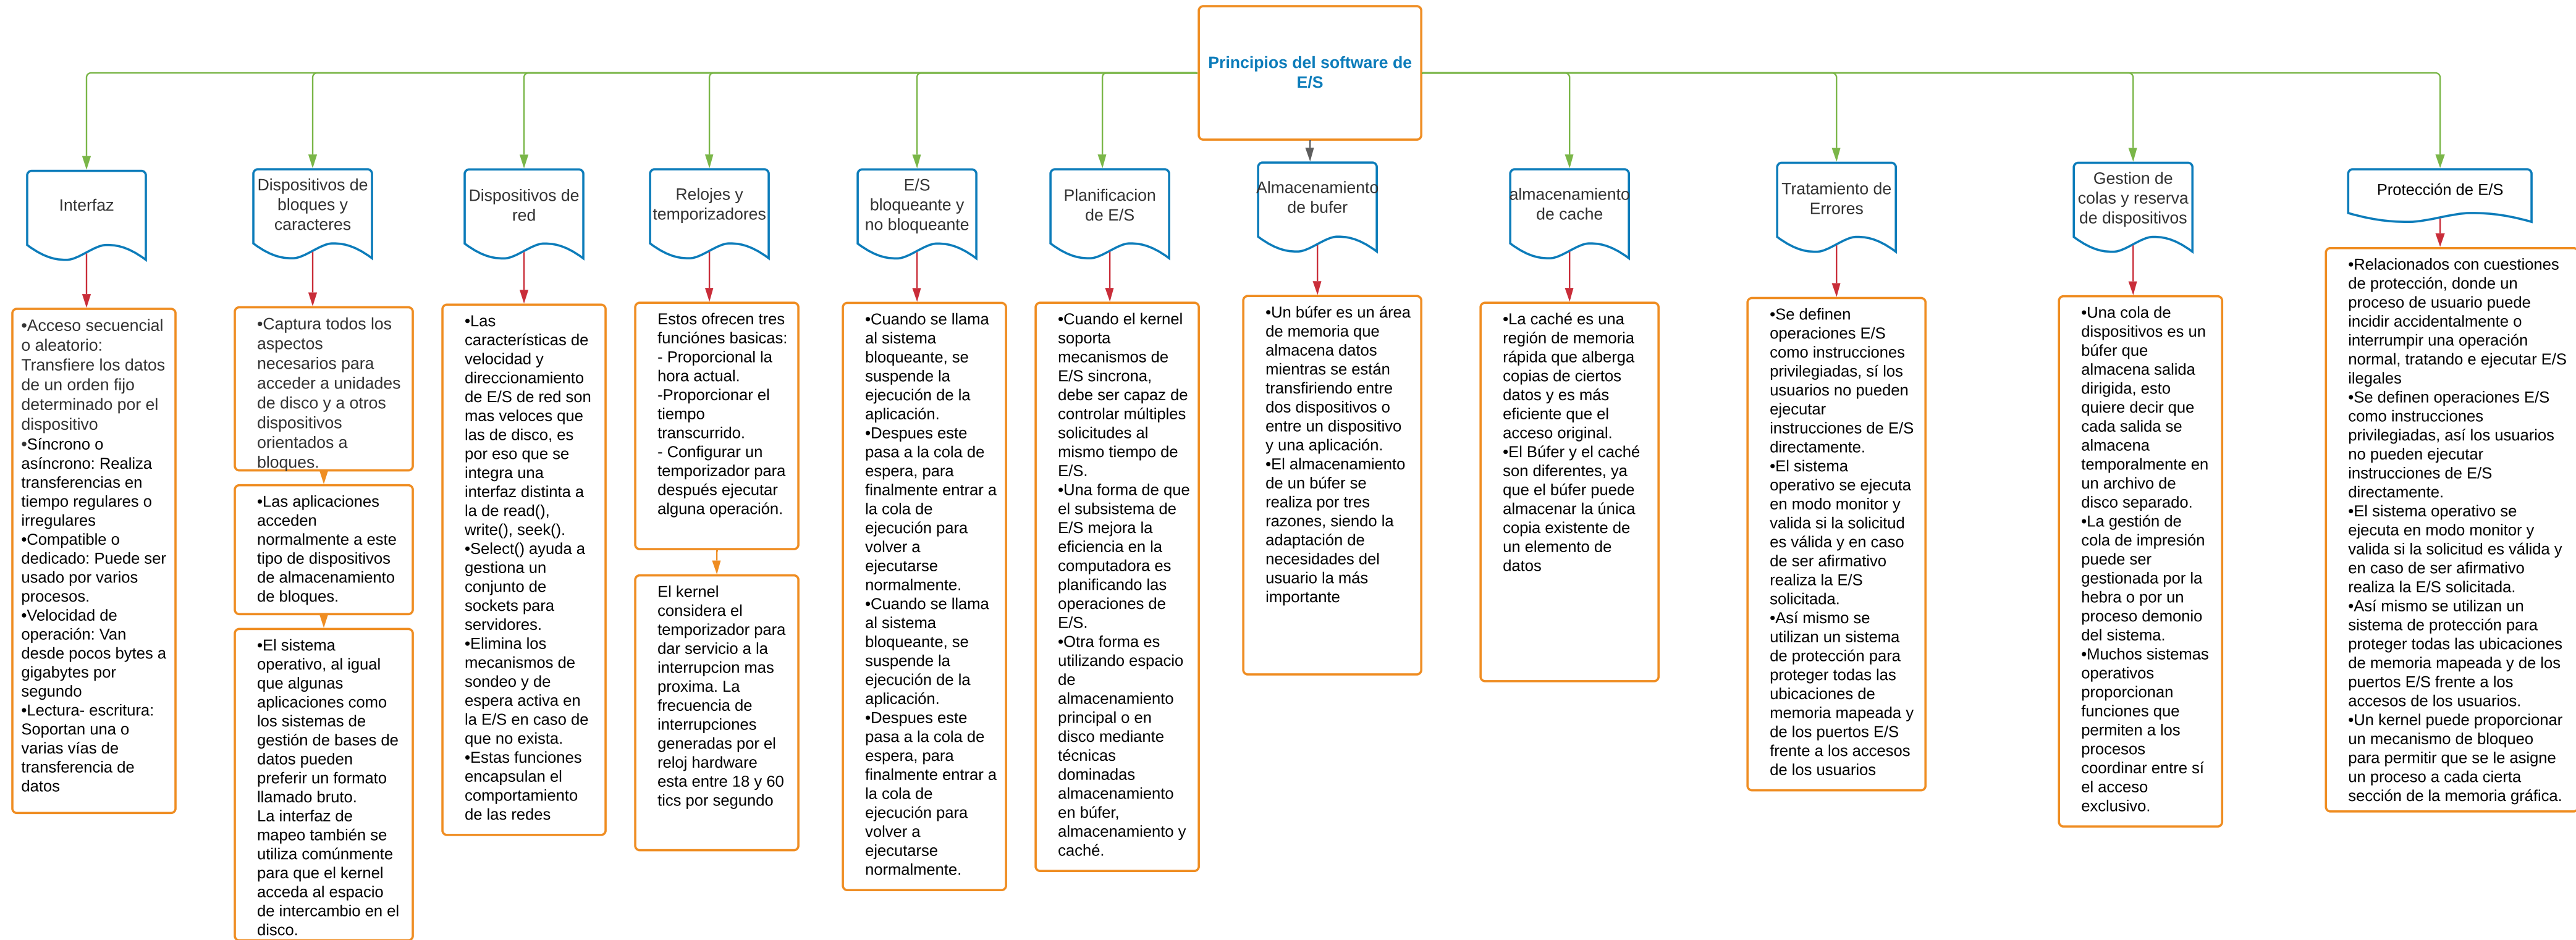 Principios del software de
E/S
Interfaz
•Acceso secuencial
o aleatorio:
Transfiere los datos
de un orden fijo
determinado por el
dispositivo
•Síncrono o
asíncrono: Realiza
transferencias en
tiempo regulares o
irregulares
•Compatible o
dedicado: Puede ser
usado por varios
procesos.
•Velocidad de
operación: Van
desde pocos bytes a
gigabytes por
segundo
•Lectura- escritura:
Soportan una o
varias vías de
transferencia de
datos
Dispositivos de
bloques y
caracteres
•Captura todos los
aspectos
necesarios para
acceder a unidades
de disco y a otros
dispositivos
orientados a
bloques.
•Las aplicaciones
acceden
normalmente a este
tipo de dispositivos
de almacenamiento
de bloques.
•El sistema
operativo, al igual
que algunas
aplicaciones como
los sistemas de
gestión de bases de
datos pueden
preferir un formato
llamado bruto.
La interfaz de
mapeo también se
utiliza comúnmente
para que el kernel
acceda al espacio
de intercambio en el
disco.
Dispositivos de
red
•Las
características de
velocidad y
direccionamiento
de E/S de red son
mas veloces que
las de disco, es
por eso que se
integra una
interfaz distinta a
la de read(),
write(), seek().
•Select() ayuda a
gestiona un
conjunto de
sockets para
servidores.
•Elimina los
mecanismos de
sondeo y de
espera activa en
la E/S en caso de
que no exista.
•Estas funciones
encapsulan el
comportamiento
de las redes
Relojes y
temporizadores
Estos ofrecen tres
funciónes basicas:
- Proporcional la
hora actual.
-Proporcionar el
tiempo
transcurrido.
- Configurar un
temporizador para
después ejecutar
alguna operación.
El kernel
considera el
temporizador para
dar servicio a la
interrupcion mas
proxima. La
frecuencia de
interrupciones
generadas por el
reloj hardware
esta entre 18 y 60
tics por segundo
E/S
bloqueante y
no bloqueante
•Cuando se llama
al sistema
bloqueante, se
suspende la
ejecución de la
aplicación.
•Despues este
pasa a la cola de
espera, para
finalmente entrar a
la cola de
ejecución para
volver a
ejecutarse
normalmente.
•Cuando se llama
al sistema
bloqueante, se
suspende la
ejecución de la
aplicación.
•Despues este
pasa a la cola de
espera, para
finalmente entrar a
la cola de
ejecución para
volver a
ejecutarse
normalmente.
Planificacion
de E/S
•Cuando el kernel
soporta
mecanismos de
E/S sincrona,
debe ser capaz de
controlar múltiples
solicitudes al
mismo tiempo de
E/S.
•Una forma de que
el subsistema de
E/S mejora la
eficiencia en la
computadora es
planificando las
operaciones de
E/S.
•Otra forma es
utilizando espacio
de
almacenamiento
principal o en
disco mediante
técnicas
dominadas
almacenamiento
en búfer,
almacenamiento y
caché.
Almacenamiento
de bufer
•Un búfer es un área
de memoria que
almacena datos
mientras se están
transfiriendo entre
dos dispositivos o
entre un dispositivo
y una aplicación.
•El almacenamiento
de un búfer se
realiza por tres
razones, siendo la
adaptación de
necesidades del
usuario la más
importante
almacenamiento
de cache
•La caché es una
región de memoria
rápida que alberga
copias de ciertos
datos y es más
eficiente que el
acceso original.
•El Búfer y el caché
son diferentes, ya
que el búfer puede
almacenar la única
copia existente de
un elemento de
datos
Tratamiento de
Errores
•Se definen
operaciones E/S
como instrucciones
privilegiadas, sí los
usuarios no pueden
ejecutar
instrucciones de E/S
directamente.
•El sistema
operativo se ejecuta
en modo monitor y
valida si la solicitud
es válida y en caso
de ser afirmativo
realiza la E/S
solicitada.
•Así mismo se
utilizan un sistema
de protección para
proteger todas las
ubicaciones de
memoria mapeada y
de los puertos E/S
frente a los accesos
de los usuarios
Gestion de
colas y reserva
de dispositivos
•Una cola de
dispositivos es un
búfer que
almacena salida
dirigida, esto
quiere decir que
cada salida se
almacena
temporalmente en
un archivo de
disco separado.
•La gestión de
cola de impresión
puede ser
gestionada por la
hebra o por un
proceso demonio
del sistema.
•Muchos sistemas
operativos
proporcionan
funciones que
permiten a los
procesos
coordinar entre sí
el acceso
exclusivo.
Protección de E/S
•Relacionados con cuestiones
de protección, donde un
proceso de usuario puede
incidir accidentalmente o
interrumpir una operación
normal, tratando e ejecutar E/S
ilegales
•Se definen operaciones E/S
como instrucciones
privilegiadas, así los usuarios
no pueden ejecutar
instrucciones de E/S
directamente.
•El sistema operativo se
ejecuta en modo monitor y
valida si la solicitud es válida y
en caso de ser afirmativo
realiza la E/S solicitada.
•Así mismo se utilizan un
sistema de protección para
proteger todas las ubicaciones
de memoria mapeada y de los
puertos E/S frente a los
accesos de los usuarios.
•Un kernel puede proporcionar
un mecanismo de bloqueo
para permitir que se le asigne
un proceso a cada cierta
sección de la memoria gráfica.